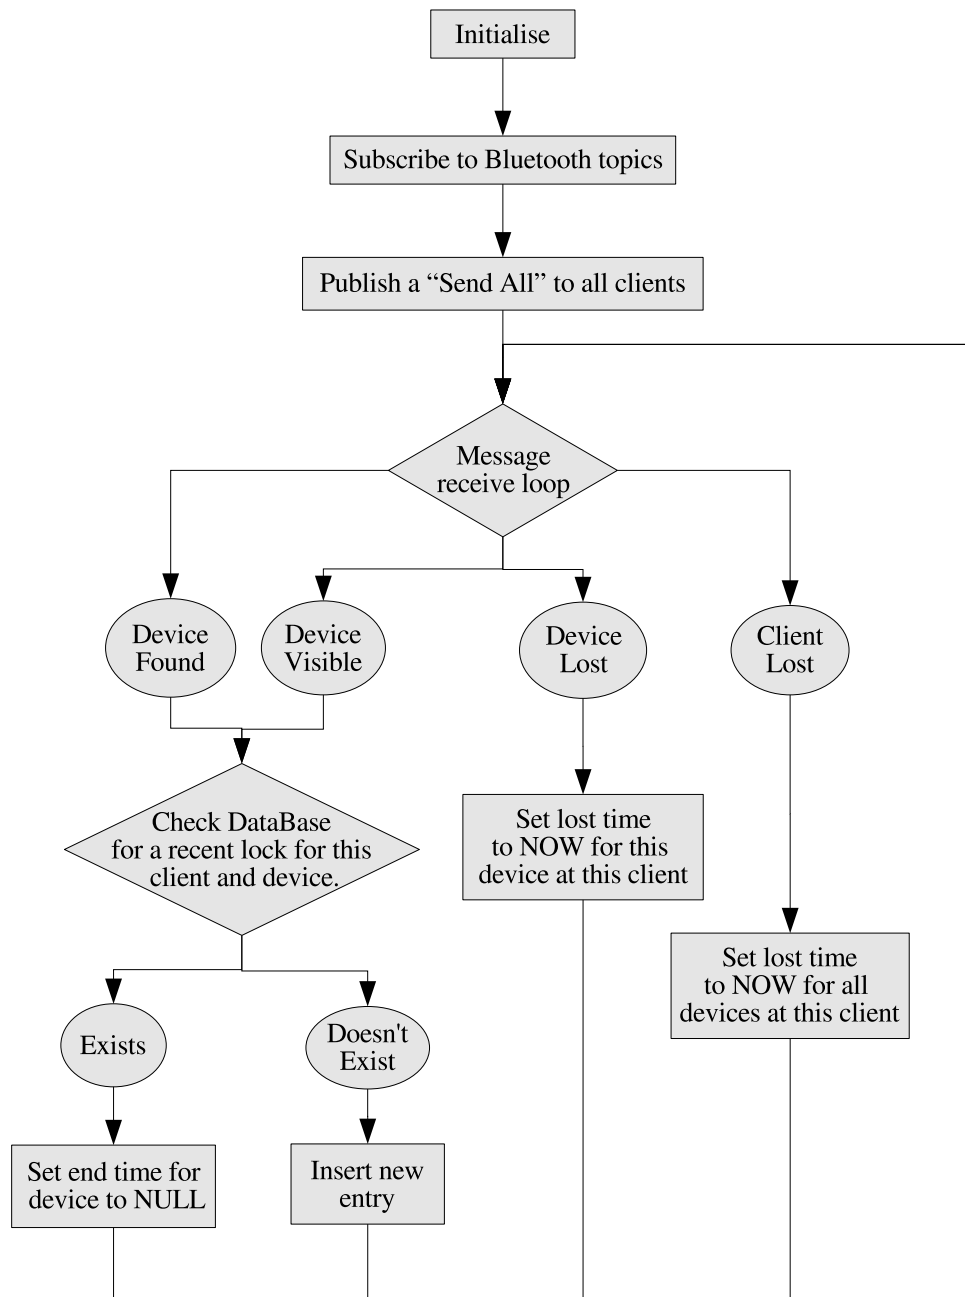 Initialise
Subscribe to Bluetooth topics
Publish a “Send All” to all clients
Message
receive loop
Device
Found
Device
Visible
Device
Lost
Client
Lost
Check DataBase
for a recent lock for this
client and device.
Set lost time
to NOW for this
device at this client
Set lost time
to NOW for all
devices at this client
Exists
Doesn't
Exist
Set end time for
device to NULL
Insert new
entry